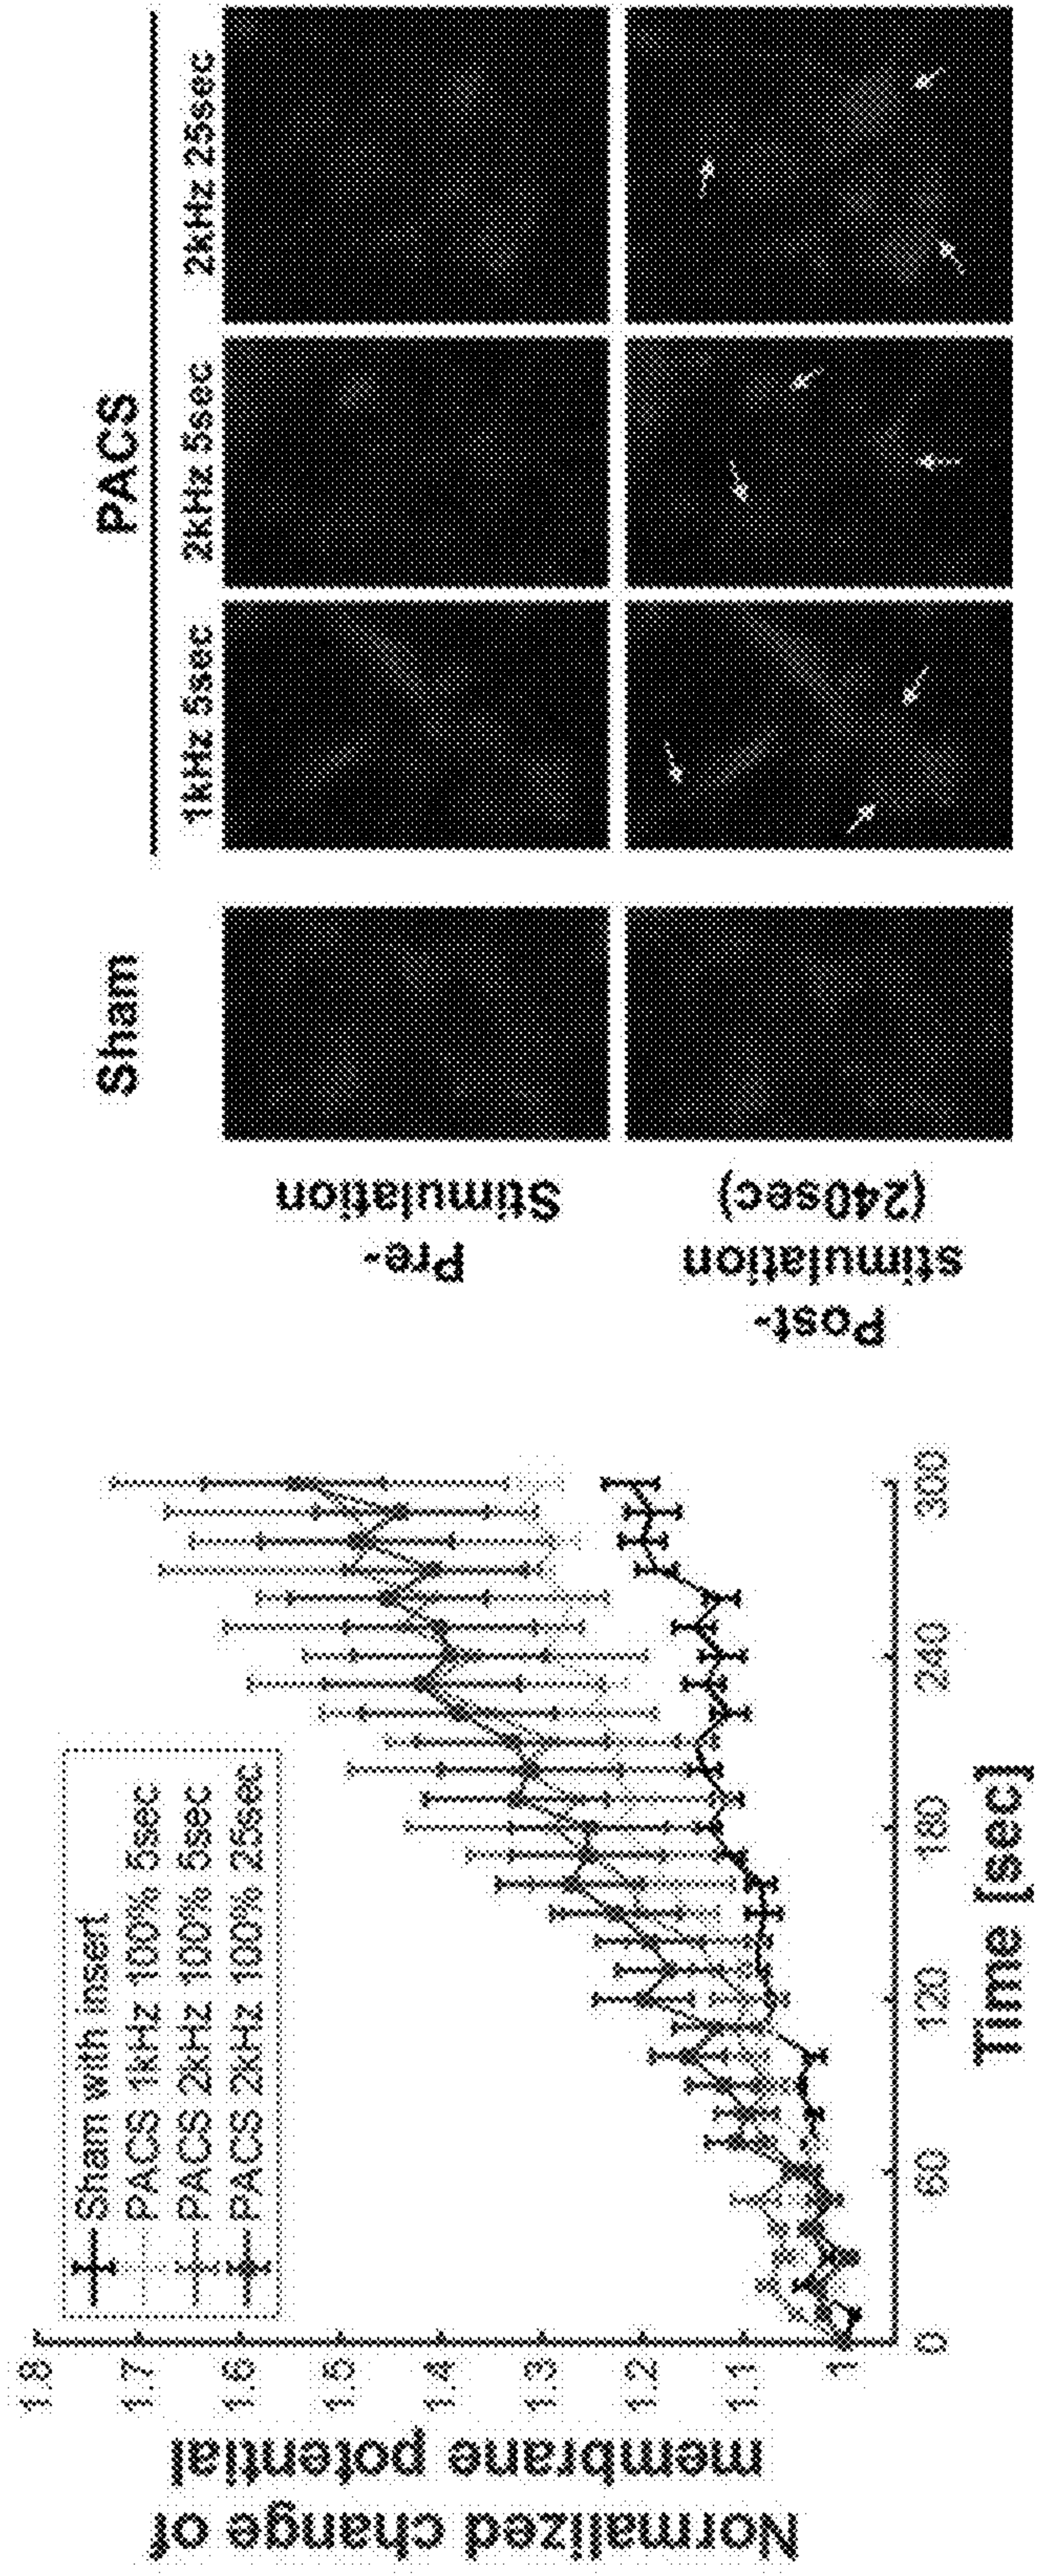 Normalized change of
membrane potential
1.8
1.7
1.6
1.5
1.4
1.3
1.2
1.1
1
Sham with insert
PACS 1kHz 100% 5sec
PACS 2kHz 100% 5sec
PACS 2kHz 100% 25sec
0
60
120
180
240
300
Time [sec]
Sham
PACS
1kHz 5sec
2kHz 5sec
2kHz 25sec
Pre-
Stimulation
Post-
stimulation
(240sec)